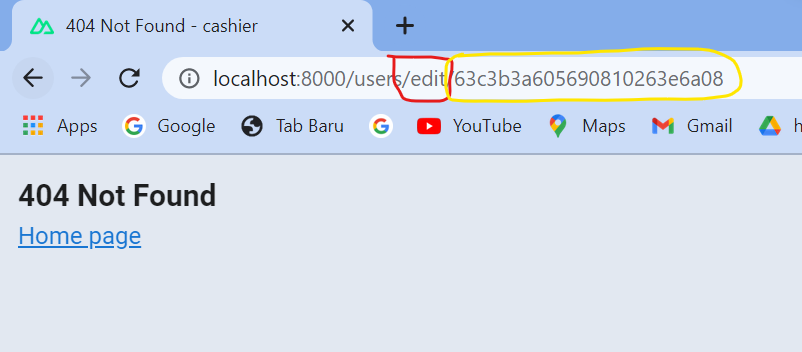 404 Not Found - cashier
localhost:8000/users/edit/63c3b3a605690810263e6a08
Apps Google Tab Baru YouTube Maps Gmail h
404 Not Found
Home page